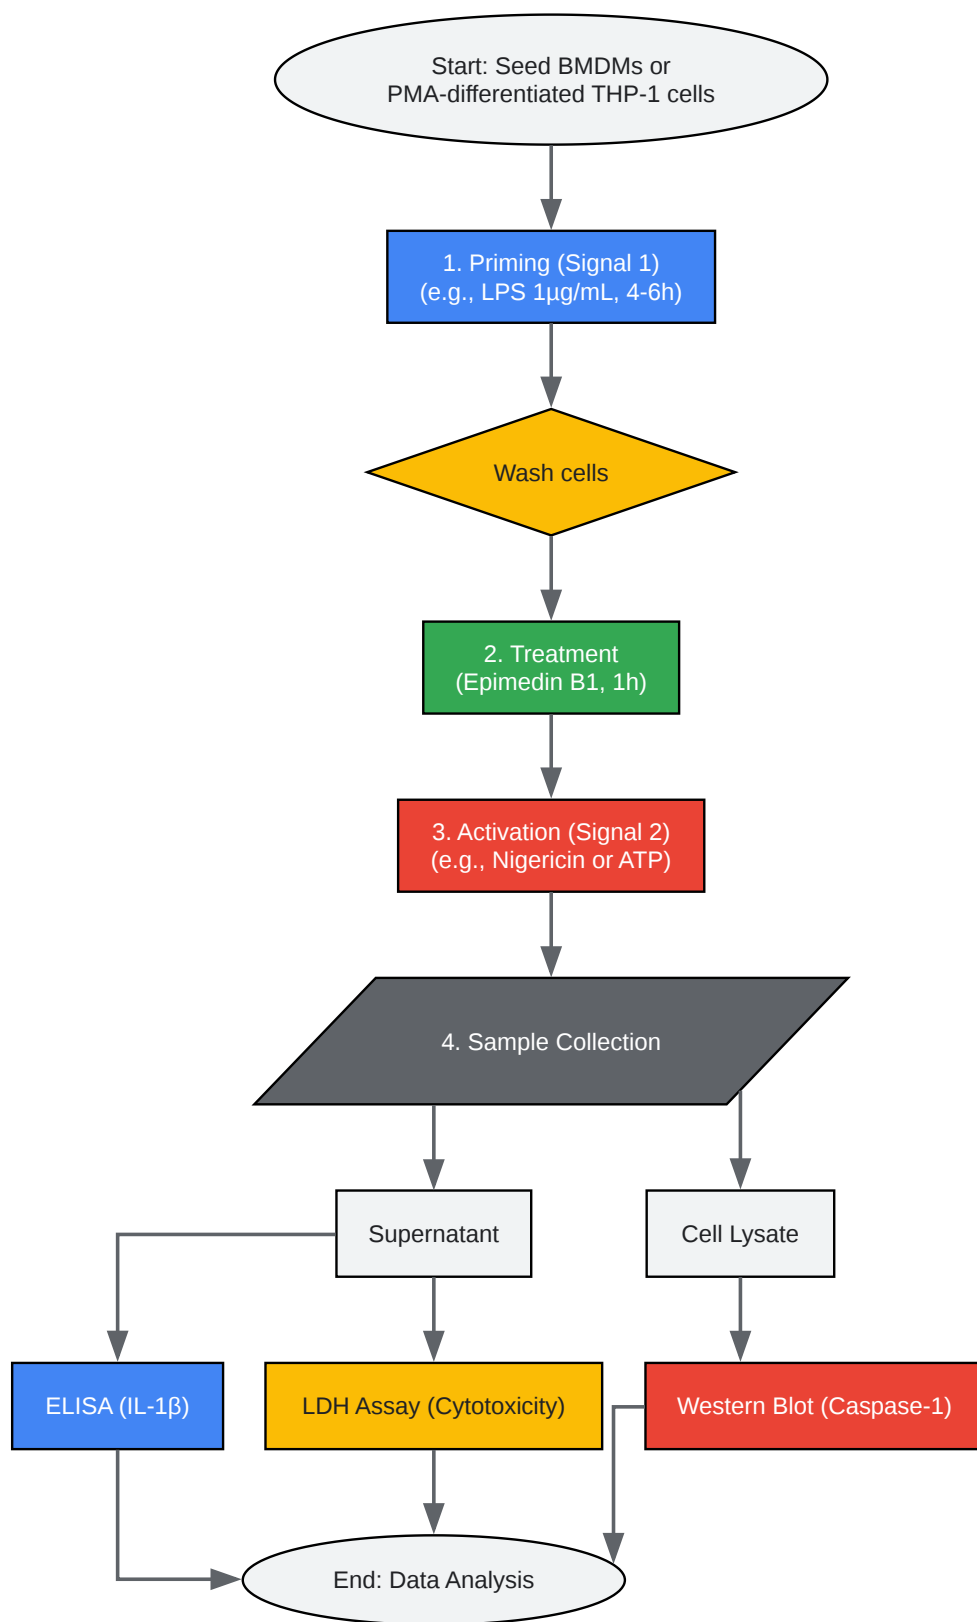 Start: Seed BMDMs or
PMA-differentiated THP-1 cells
1. Priming (Signal 1)
(e.g., LPS 1µg/mL, 4-6h)
Wash cells
2. Treatment
(Epimedin B1, 1h)
3. Activation (Signal 2)
(e.g., Nigericin or ATP)
4. Sample Collection
Supernatant
Cell Lysate
ELISA (IL-1β)
LDH Assay (Cytotoxicity)
Western Blot (Caspase-1)
End: Data Analysis